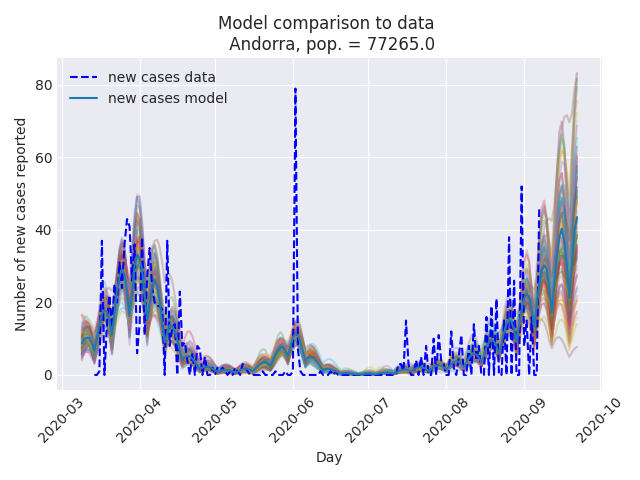 Model comparison to data
Andorra, pop. = 77265.0
new cases data
new cases model
Number of new cases reported
80
60
40
20
0
2020-03
2020-04
2020-05
2020-06
2020-07
2020-08
2020-09
2020-10
Day